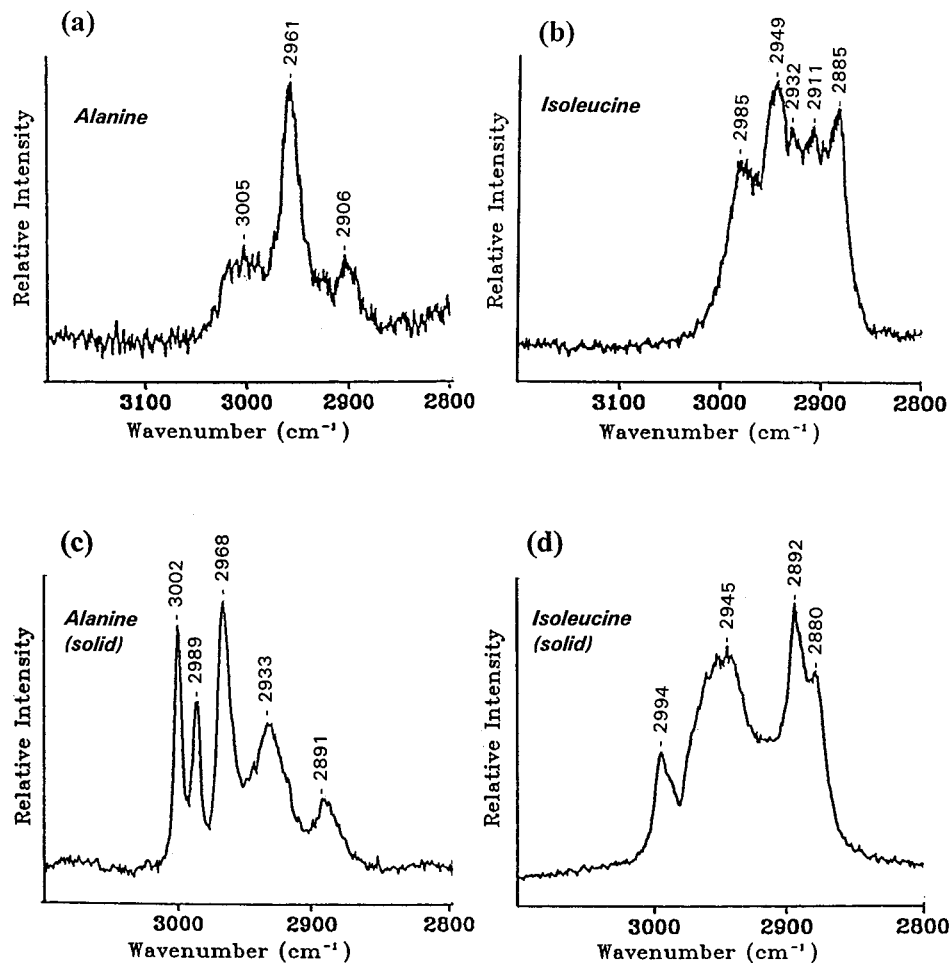 (a)
Alanine
3005
2961
2906
Relative Intensity
3100 3000 2900 2800
Wavenumber (cm⁻¹)
(b)
Isoleucine
2985
2949
2932
2911
2885
Relative Intensity
3100 3000 2900 2800
Wavenumber (cm⁻¹)
(c)
Alanine
(solid)
3002
2989
2968
2933
2891
Relative Intensity
3000 2900 2800
Wavenumber (cm⁻¹)
(d)
Isoleucine
(solid)
2994
2945
2892
2880
Relative Intensity
3000 2900 2800
Wavenumber (cm⁻¹)